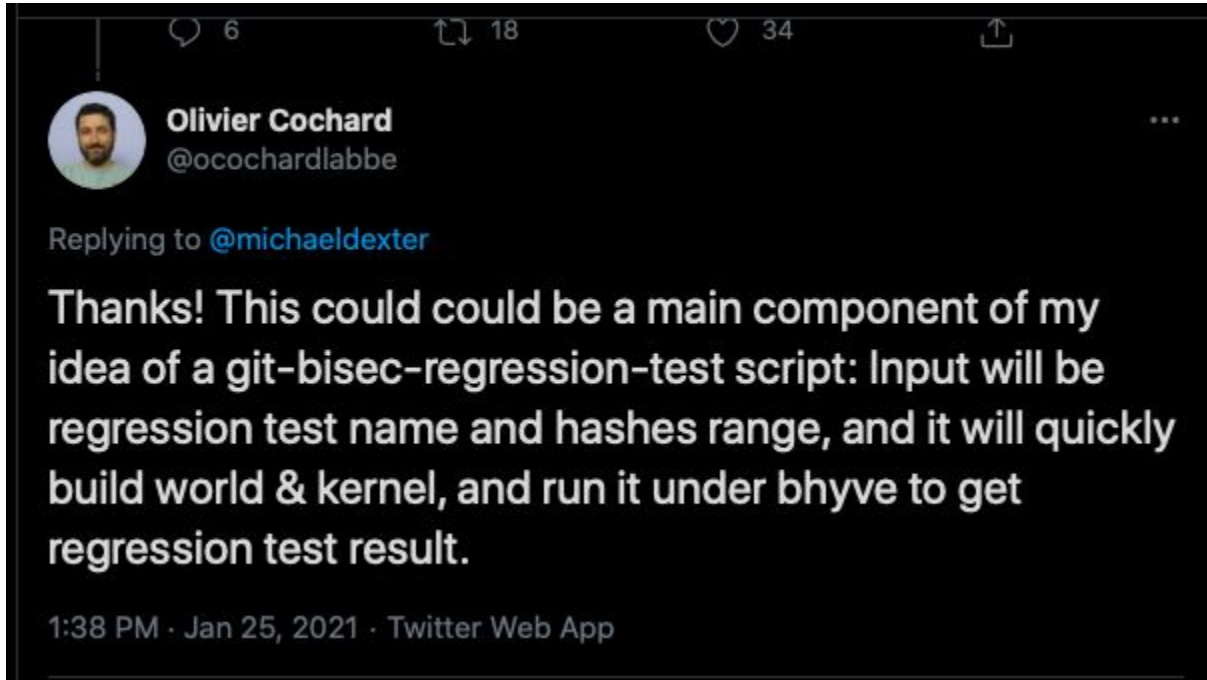 6 18 34
Olivier Cochard
@ocochardlabbe
Replying to @michaeldexter
Thanks! This could could be a main component of my
idea of a git-bisec-regression-test script: Input will be
regression test name and hashes range, and it will quickly
build world & kernel, and run it under bhyve to get
regression test result.
1:38 PM · Jan 25, 2021 · Twitter Web App